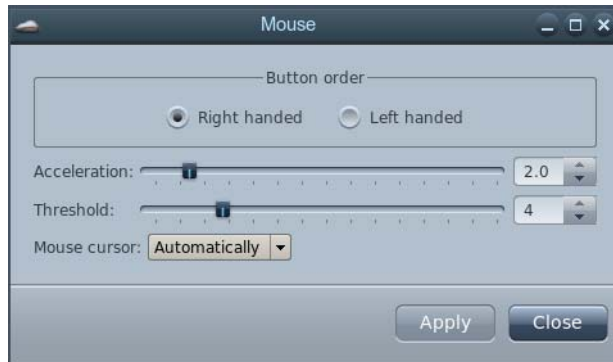 Mouse
Button order
Right handed Left handed
Acceleration: 2.0
Threshold: 4
Mouse cursor: Automatically
Apply Close